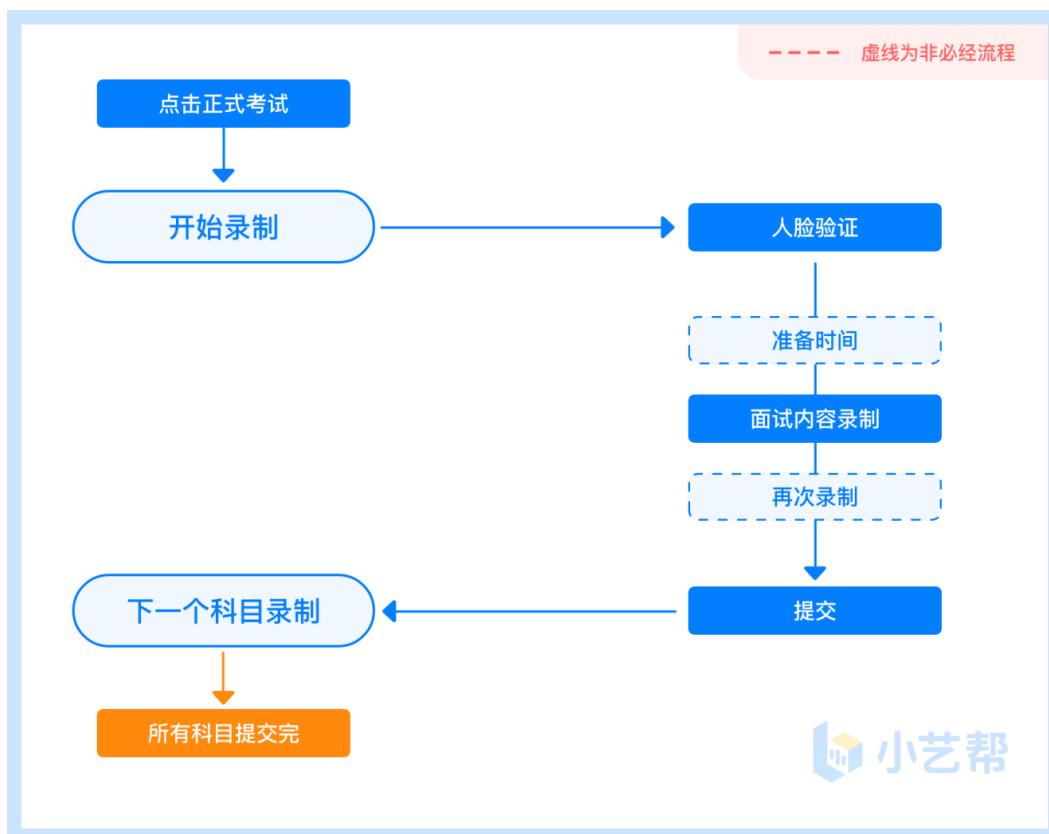 虚线为非必经流程
点击正式考试
开始录制
人脸验证
准备时间
面试内容录制
再次录制
提交
下一个科目录制
所有科目提交完
小艺帮